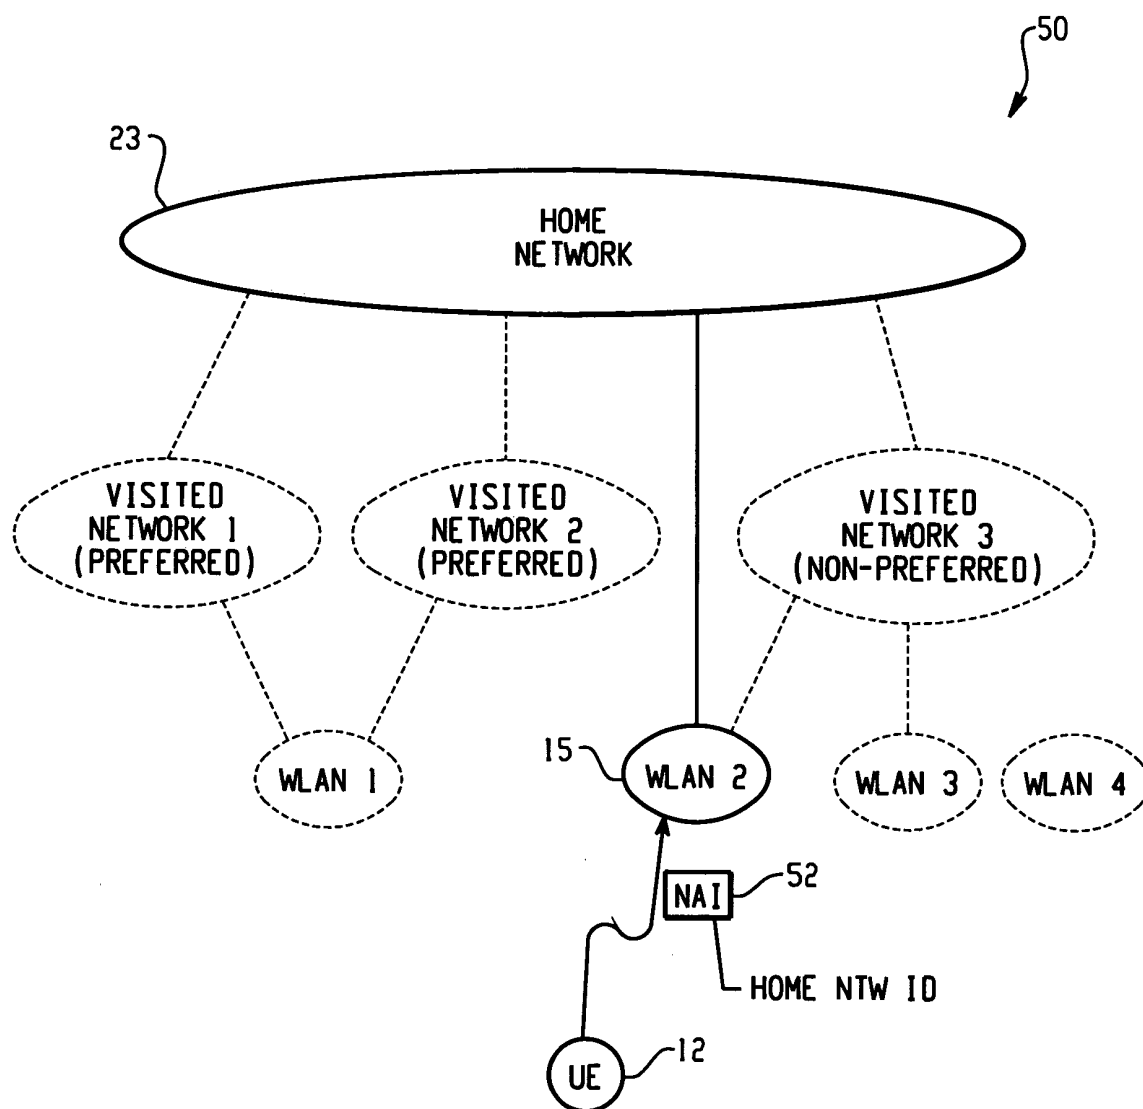 50
23
HOME
NETWORK
VISITED
NETWORK 1
(PREFERRED)
VISITED
NETWORK 2
(PREFERRED)
VISITED
NETWORK 3
(NON-PREFERRED)
WLAN 1
15
WLAN 2
WLAN 3
WLAN 4
NAI
52
HOME NTW ID
UE
12